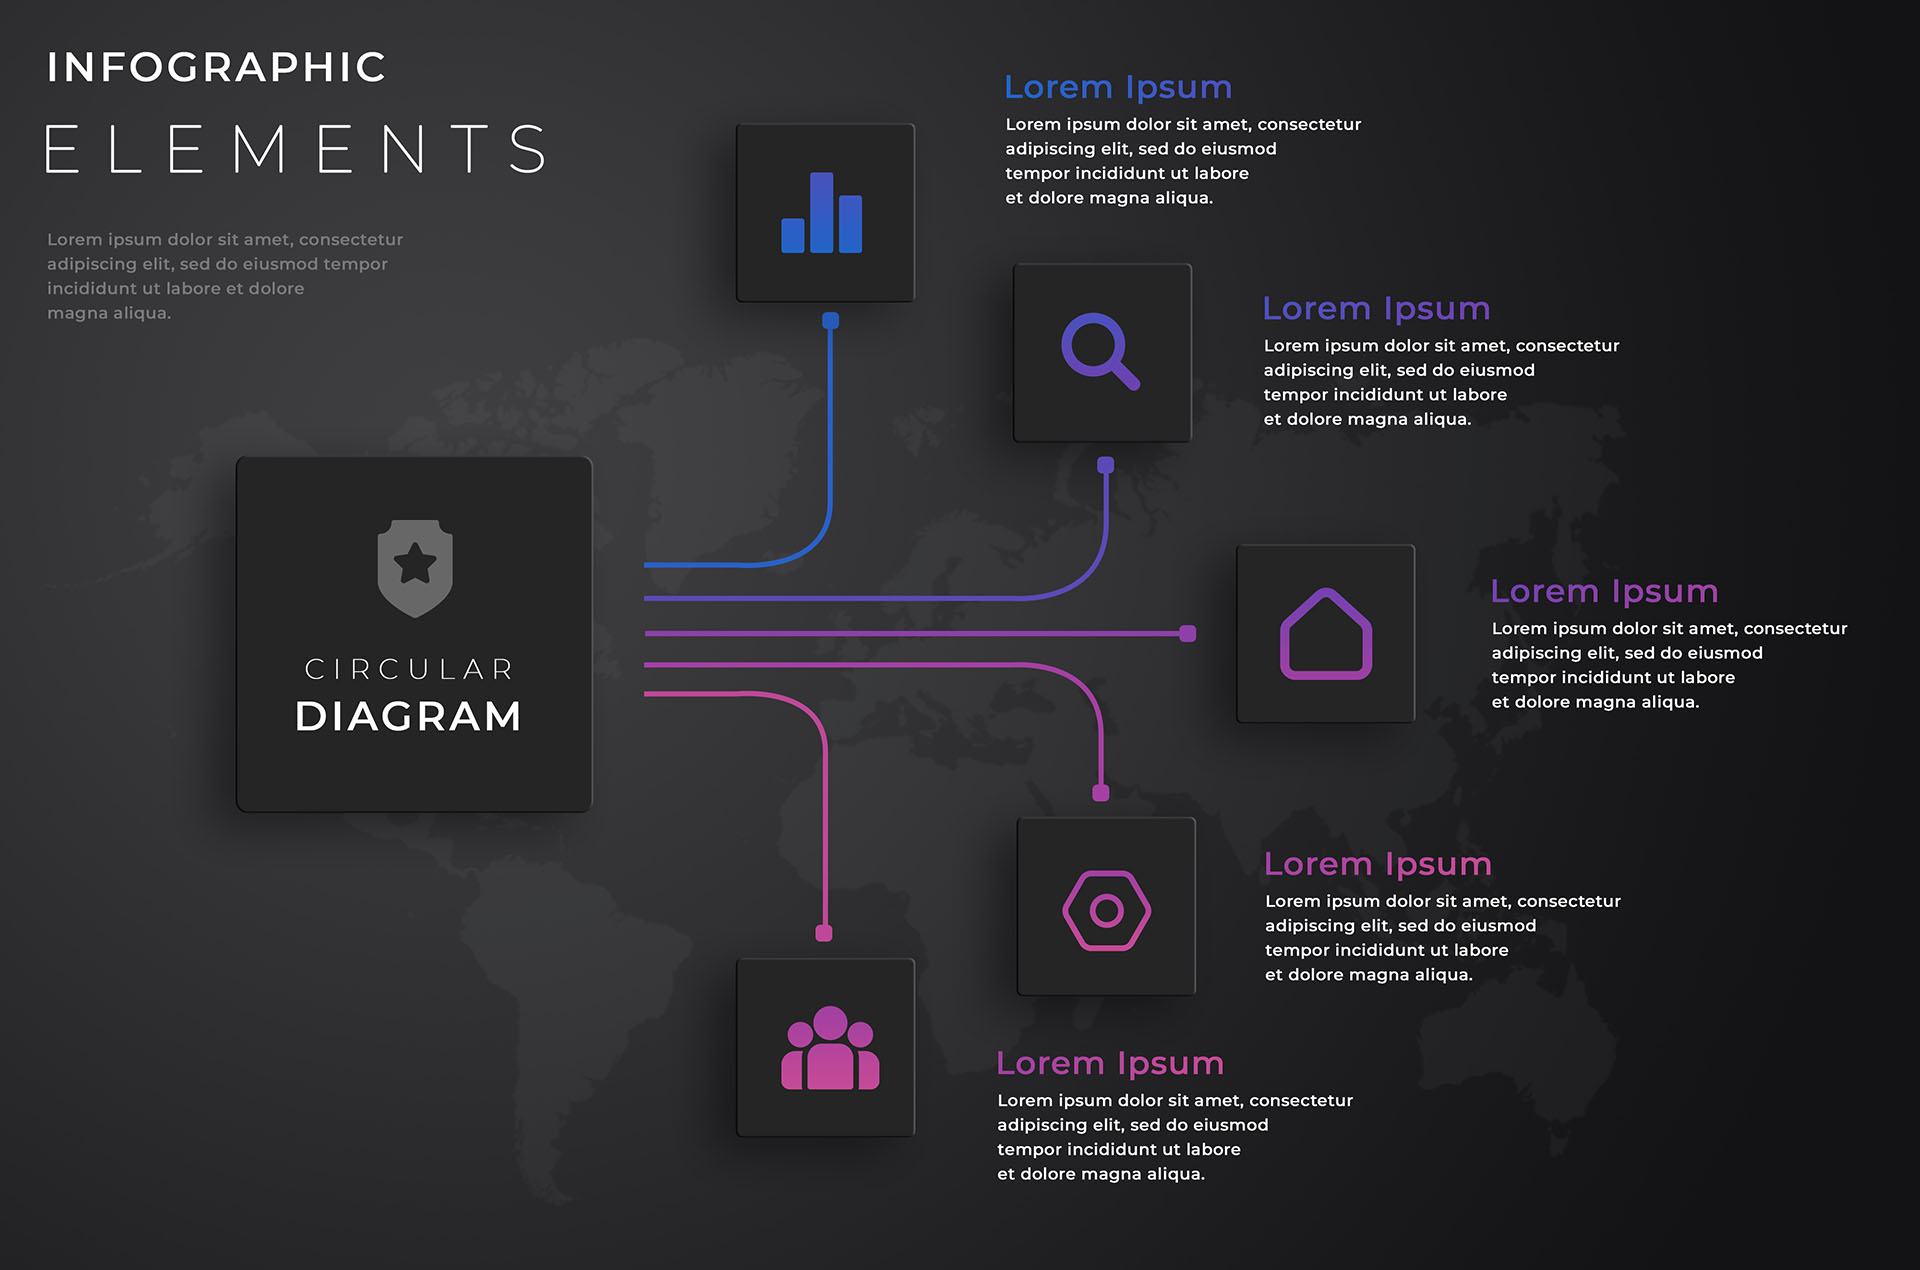 INFOGRAPHIC
ELEMENTS
Lorem ipsum dolor sit amet, consectetur
adipiscing elit, sed do eiusmod tempor
incididunt ut labore et dolore
magna aliqua.
CIRCULAR
DIAGRAM
Lorem Ipsum
Lorem ipsum dolor sit amet, consectetur
adipiscing elit, sed do eiusmod
tempor incididunt ut labore
et dolore magna aliqua.
Lorem Ipsum
Lorem ipsum dolor sit amet, consectetur
adipiscing elit, sed do eiusmod
tempor incididunt ut labore
et dolore magna aliqua.
Lorem Ipsum
Lorem ipsum dolor sit amet, consectetur
adipiscing elit, sed do eiusmod
tempor incididunt ut labore
et dolore magna aliqua.
Lorem Ipsum
Lorem ipsum dolor sit amet, consectetur
adipiscing elit, sed do eiusmod
tempor incididunt ut labore
et dolore magna aliqua.
Lorem Ipsum
Lorem ipsum dolor sit amet, consectetur
adipiscing elit, sed do eiusmod
tempor incididunt ut labore
et dolore magna aliqua.